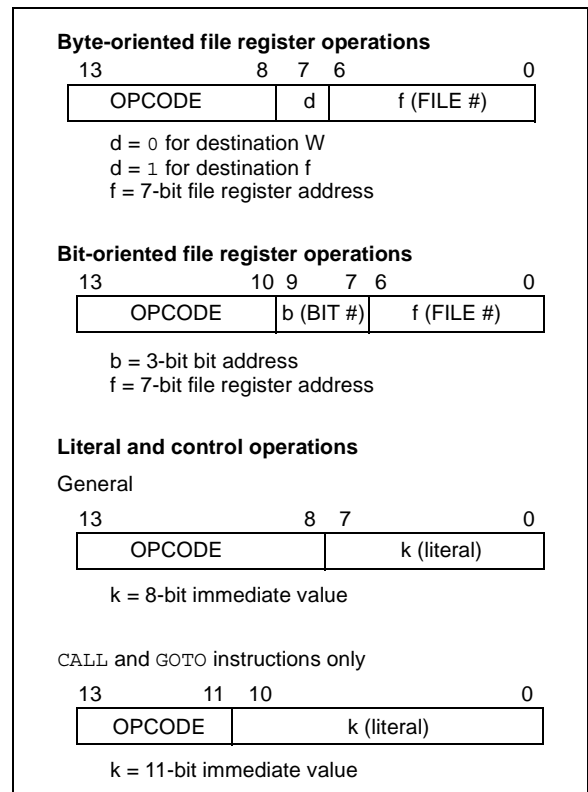 Byte-oriented file register operations
13 8 7 6 0
OPCODE d f (FILE #)
d = 0 for destination W
d = 1 for destination f
f = 7-bit file register address
Bit-oriented file register operations
13 10 9 7 6 0
OPCODE b (BIT #) f (FILE #)
b = 3-bit bit address
f = 7-bit file register address
Literal and control operations
General
13 8 7 0
OPCODE k (literal)
k = 8-bit immediate value
CALL and GOTO instructions only
13 11 10 0
OPCODE k (literal)
k = 11-bit immediate value